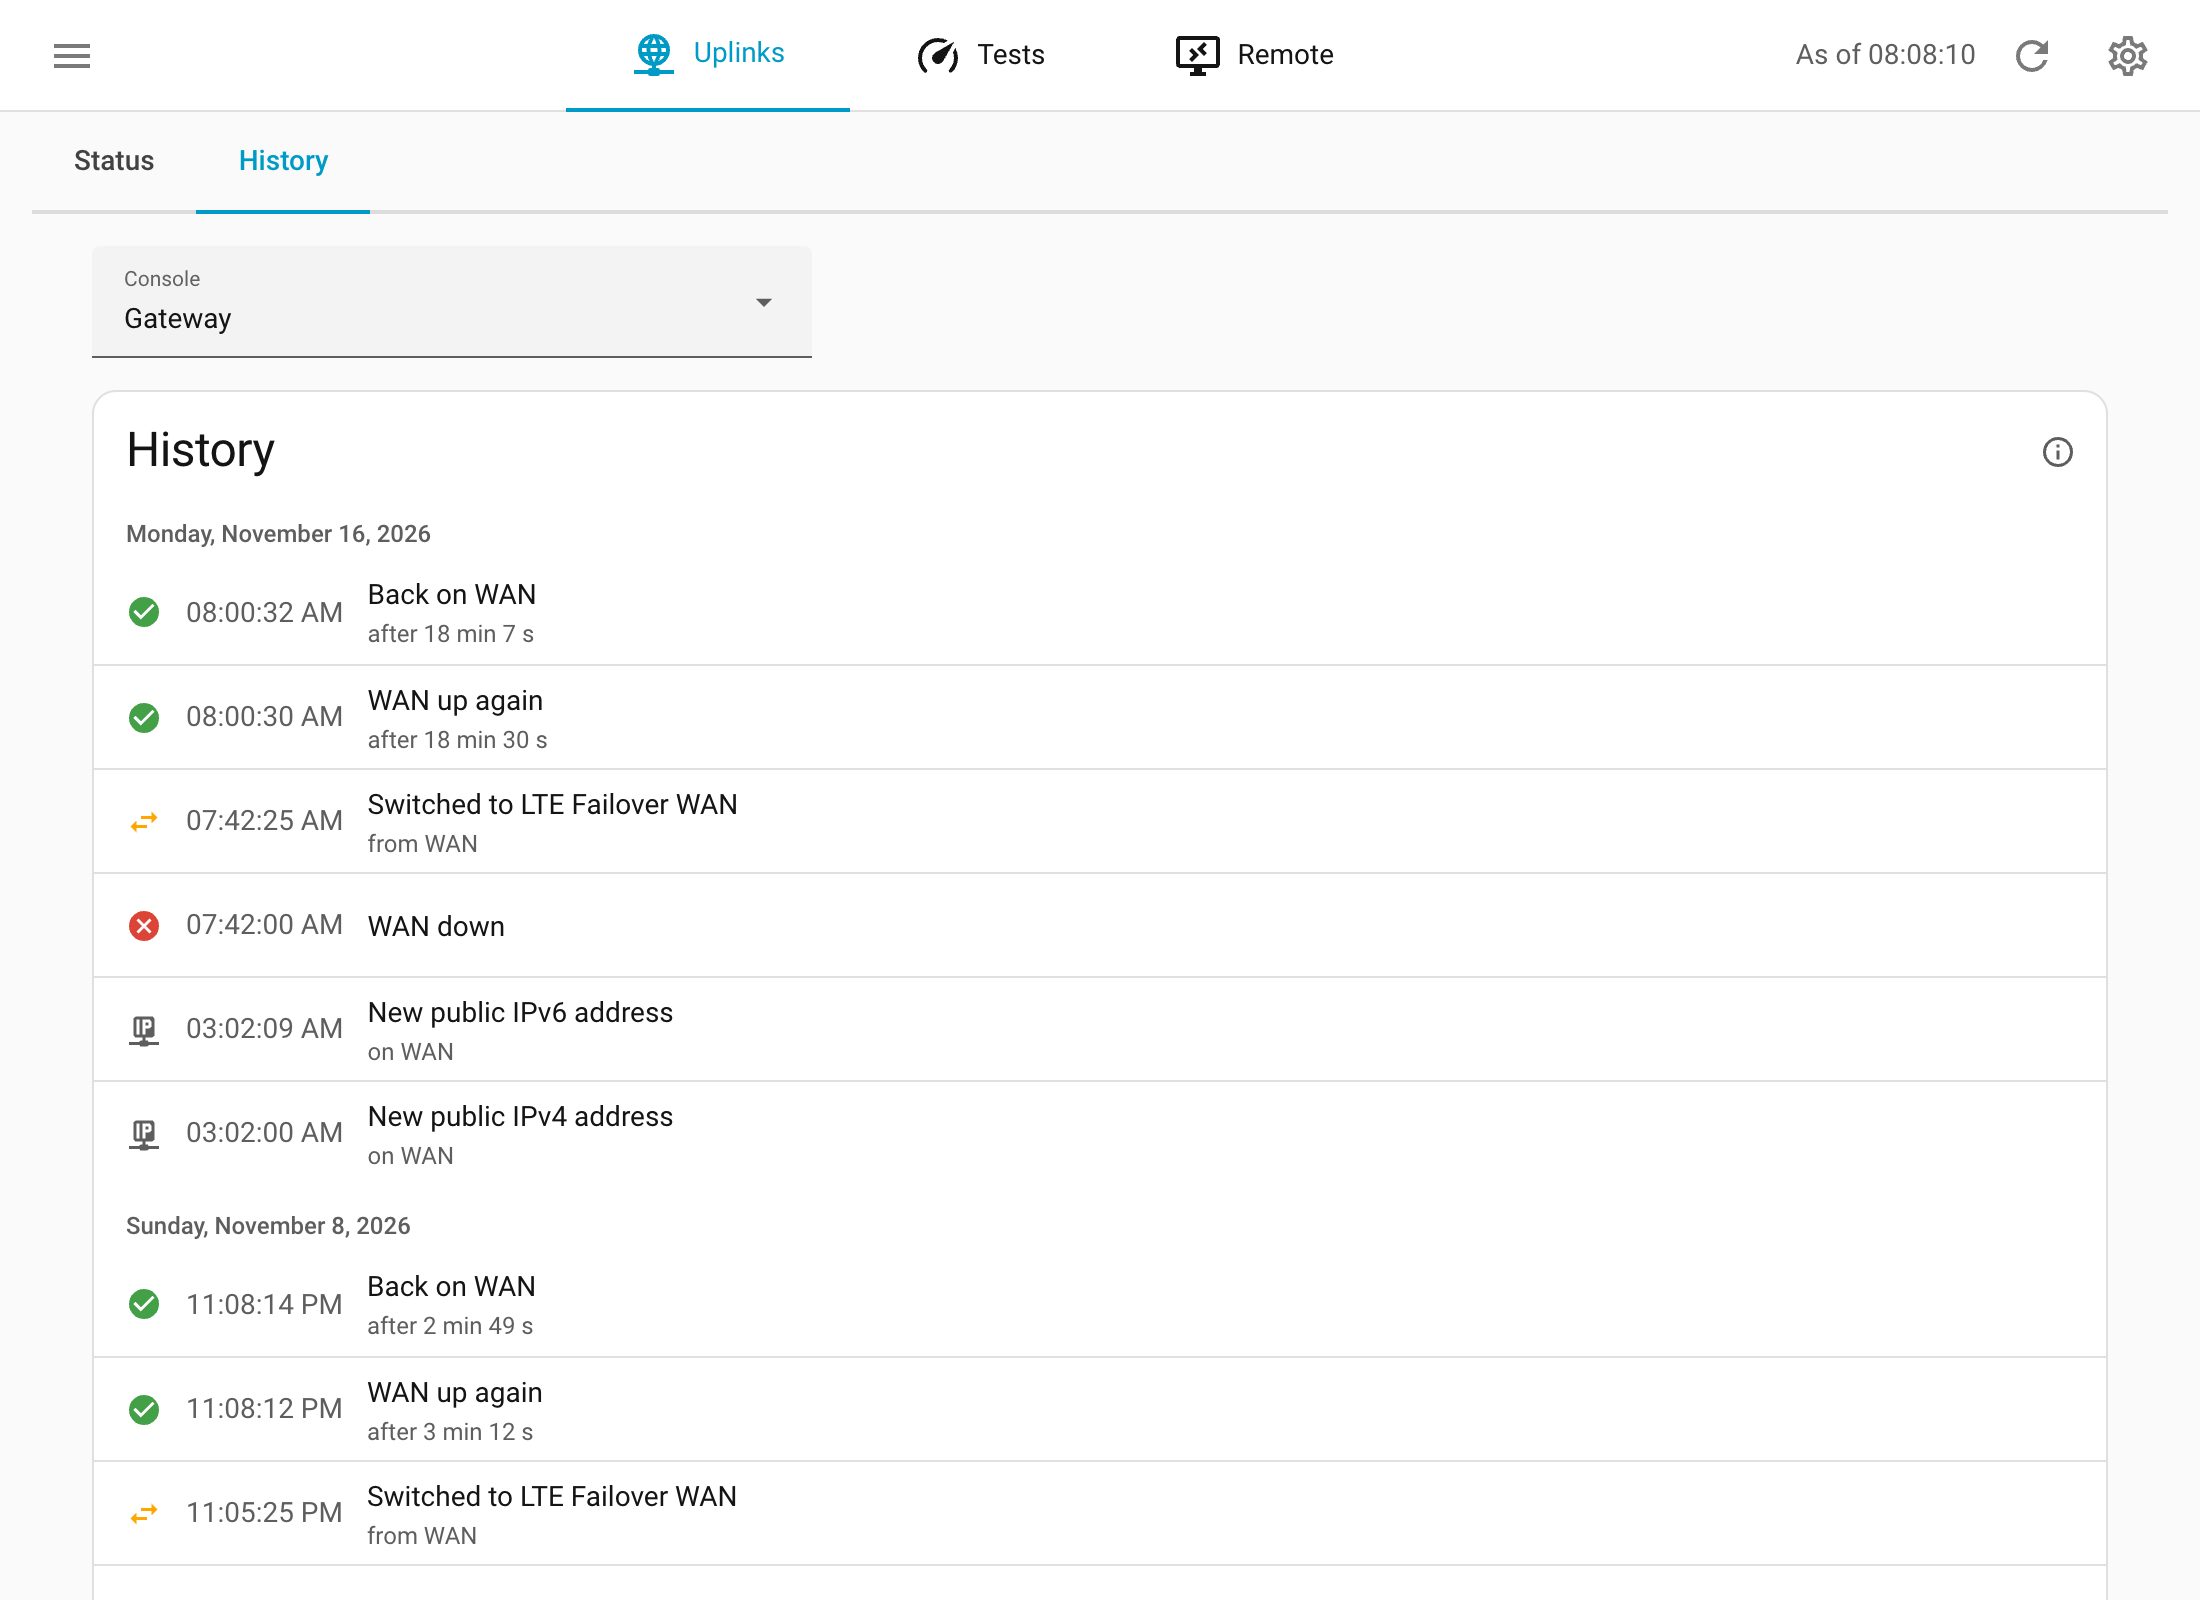 Uplinks
Tests
Remote
As of 08:08:10
Status
History
Console
Gateway
History
Monday, November 16, 2026
08:00:32 AM
Back on WAN
after 18 min 7 s
08:00:30 AM
WAN up again
after 18 min 30 s
07:42:25 AM
Switched to LTE Failover WAN
from WAN
07:42:00 AM
WAN down
IP
03:02:09 AM
New public IPv6 address
on WAN
IP
03:02:00 AM
New public IPv4 address
on WAN
Sunday, November 8, 2026
11:08:14 PM
Back on WAN
after 2 min 49 s
11:08:12 PM
WAN up again
after 3 min 12 s
11:05:25 PM
Switched to LTE Failover WAN
from WAN